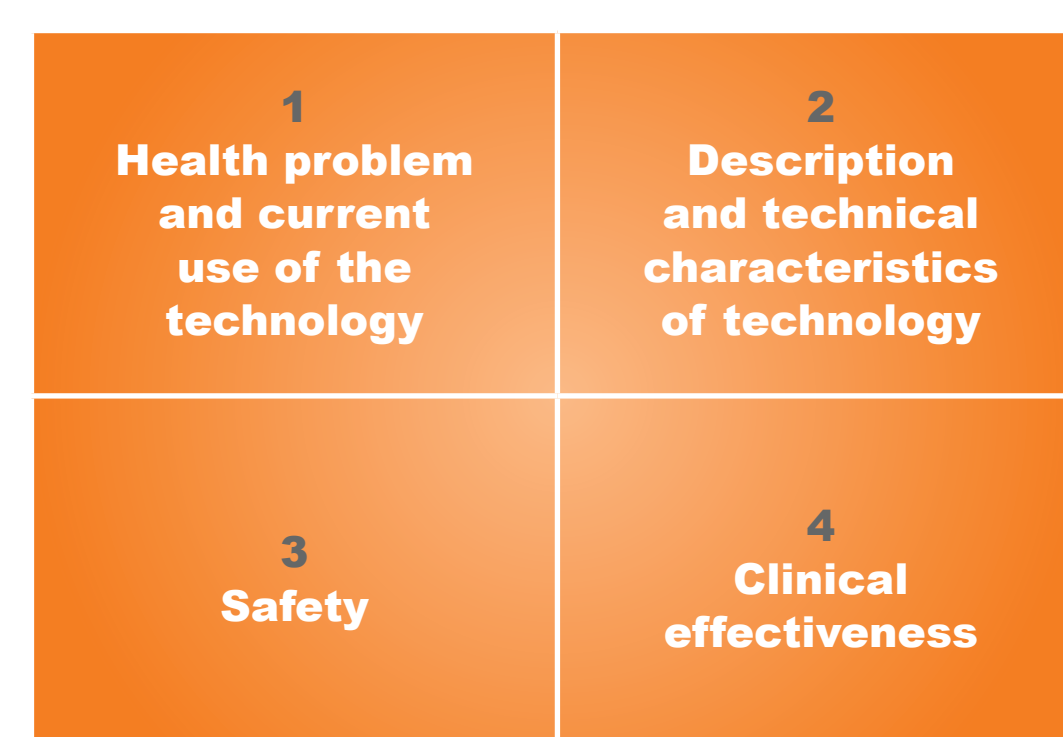 1
Health problem
and current
use of the
technology
2
Description
and technical
characteristics
of technology
3
Safety
4
Clinical
effectiveness